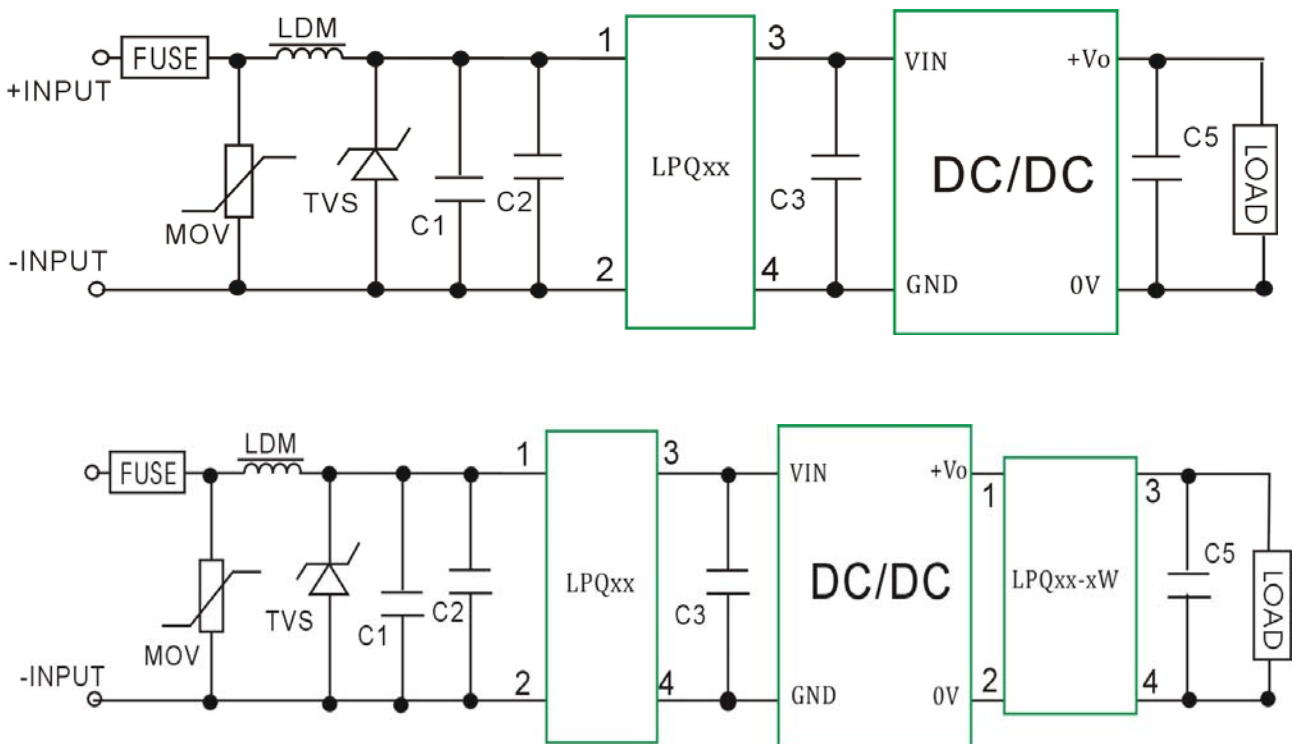 LDM
FUSE
1
3
VIN
+Vo
+INPUT
C5
LOAD
MOV
TVS
C1
C2
LPQxx
C3
DC/DC
-INPUT
2
4
GND
0V
LDM
FUSE
1
3
VIN
+Vo
1
3
C5
LOAD
MOV
TVS
C1
C2
LPQxx
C3
DC/DC
LPQxx-xW
-INPUT
2
4
GND
0V
2
4